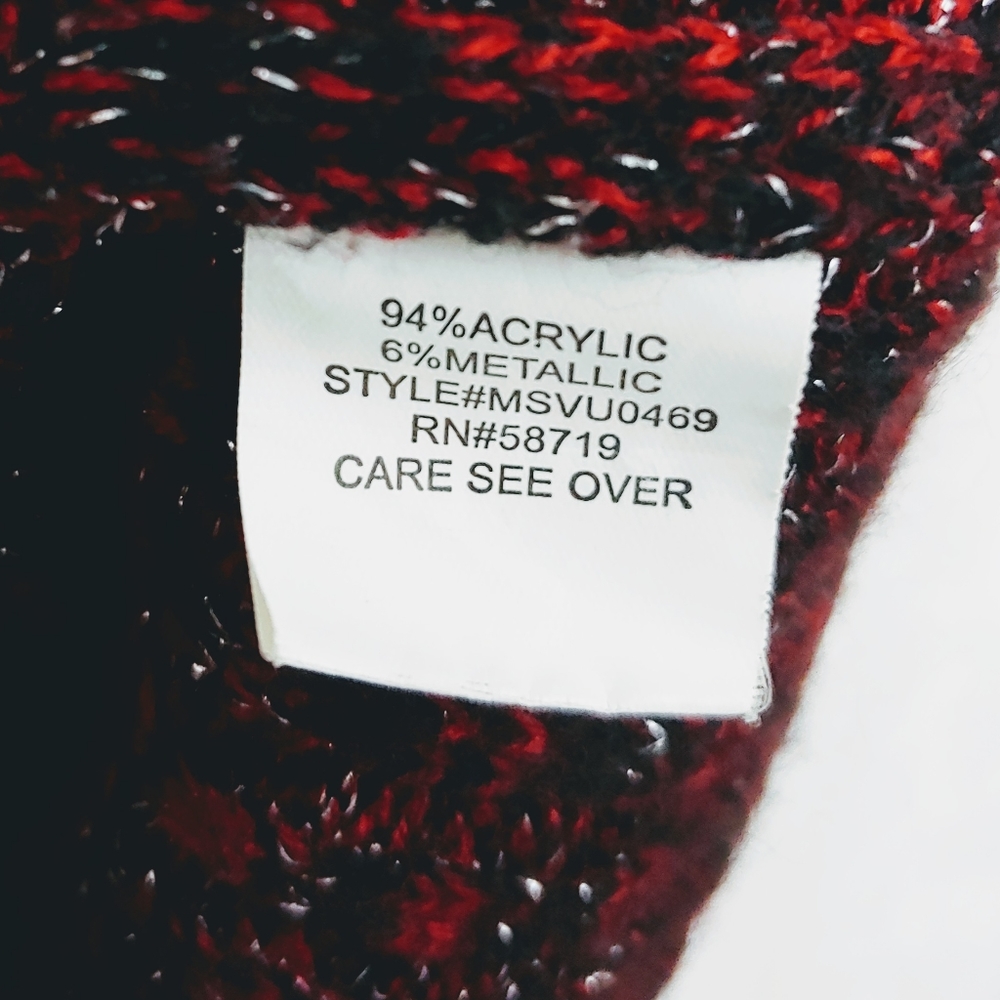 94%ACRYLIC
6%METALLIC
STYLE#MSVU0469
RN#58719
CARE SEE OVER